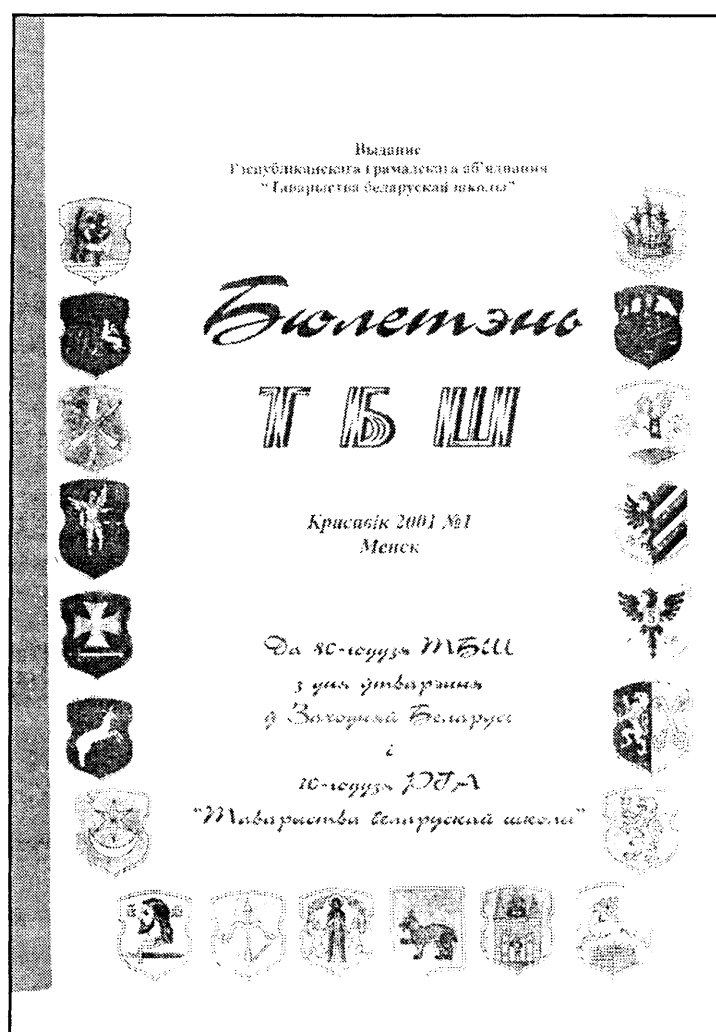 Выданне
Рэспубліканскага грамадскага аб'яднання
"Таварыства беларускай школы"
Бюлетэнь
ТБШ
Красавік 2001 №1
Менск
Да 80-годдзя ТБШ
з дня ўтварэння
ў Заходняй Беларусі
і
10-годдзя РГА
"Таварыства беларускай школы"